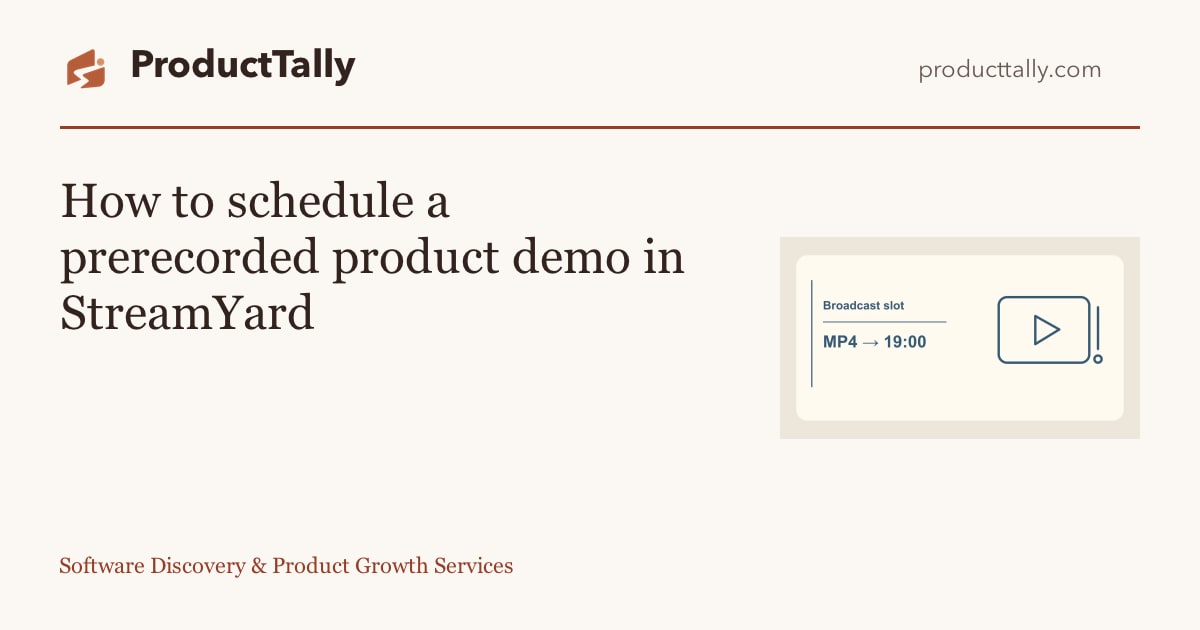 ProductTally
producttally.com
How to schedule a
prerecorded product demo in
StreamYard
Broadcast slot
MP4 → 19:00
Software Discovery & Product Growth Services